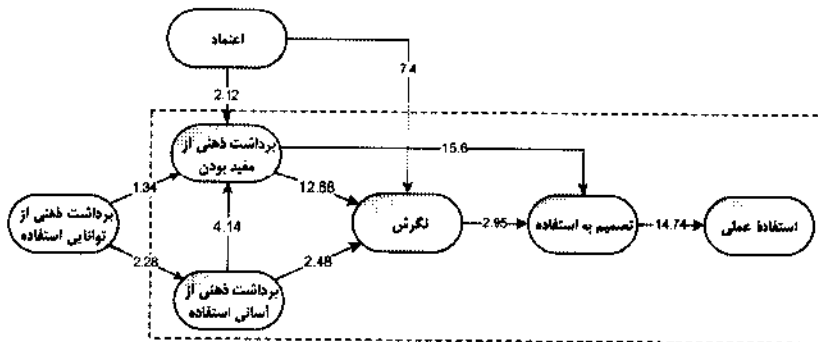 اعتماد
7.4
2.12
برداشت ذهنی از
مفید بودن
15.6
1.34
12.88
برداشت ذهنی از
توانایی استفاده
4.14
نگرش
2.95
تصمیم به استفاده
14.74
استفادهٔ عملی
2.28
2.48
برداشت ذهنی از
آسانی استفاده